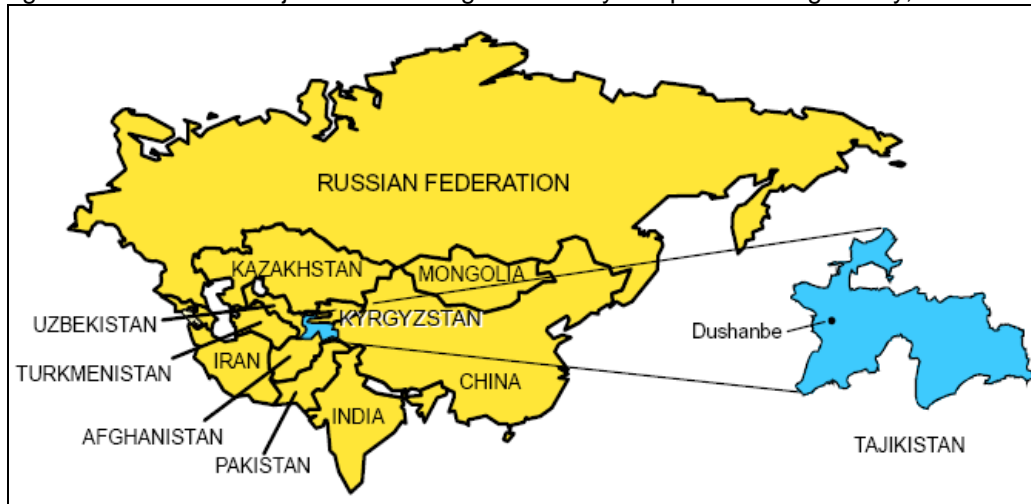 RUSSIAN FEDERATION
KAZAKHSTAN
MONGOLIA
UZBEKISTAN
KYRGYZSTAN
Dushanbe
TURKMENISTAN
IRAN
CHINA
AFGHANISTAN
INDIA
PAKISTAN
TAJIKISTAN